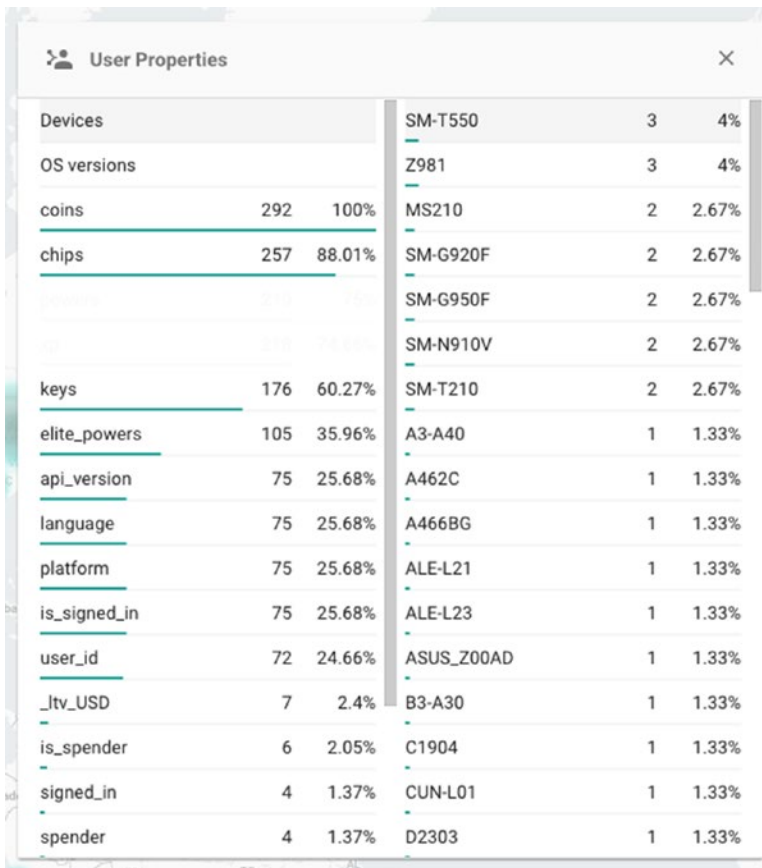 User Properties
Devices
OS versions
coins 292 100%
chips 257 88.01%
keys 176 60.27%
elite_powers 105 35.96%
api_version 75 25.68%
language 75 25.68%
platform 75 25.68%
is_signed_in 75 25.68%
user_id 72 24.66%
_ltv_USD 7 2.4%
is_spender 6 2.05%
signed_in 4 1.37%
spender 4 1.37%
SM-T550 3 4%
Z981 3 4%
MS210 2 2.67%
SM-G920F 2 2.67%
SM-G950F 2 2.67%
SM-N910V 2 2.67%
SM-T210 2 2.67%
A3-A40 1 1.33%
A462C 1 1.33%
A466BG 1 1.33%
ALE-L21 1 1.33%
ALE-L23 1 1.33%
ASUS_Z00AD 1 1.33%
B3-A30 1 1.33%
C1904 1 1.33%
CUN-L01 1 1.33%
D2303 1 1.33%